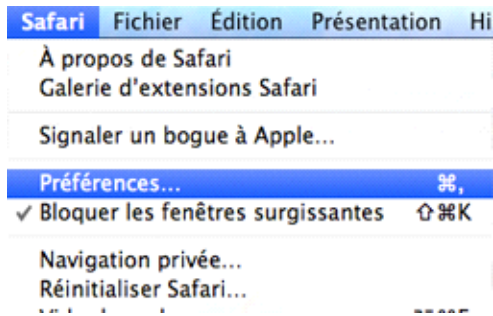 Safari Fichier Édition Présentation Hi
À propos de Safari
Galerie d'extensions Safari
Signaler un bogue à Apple...
Préférences... ⌘,
✓ Bloquer les fenêtres surgissantes ⇧⌘K
Navigation privée...
Réinitialiser Safari...